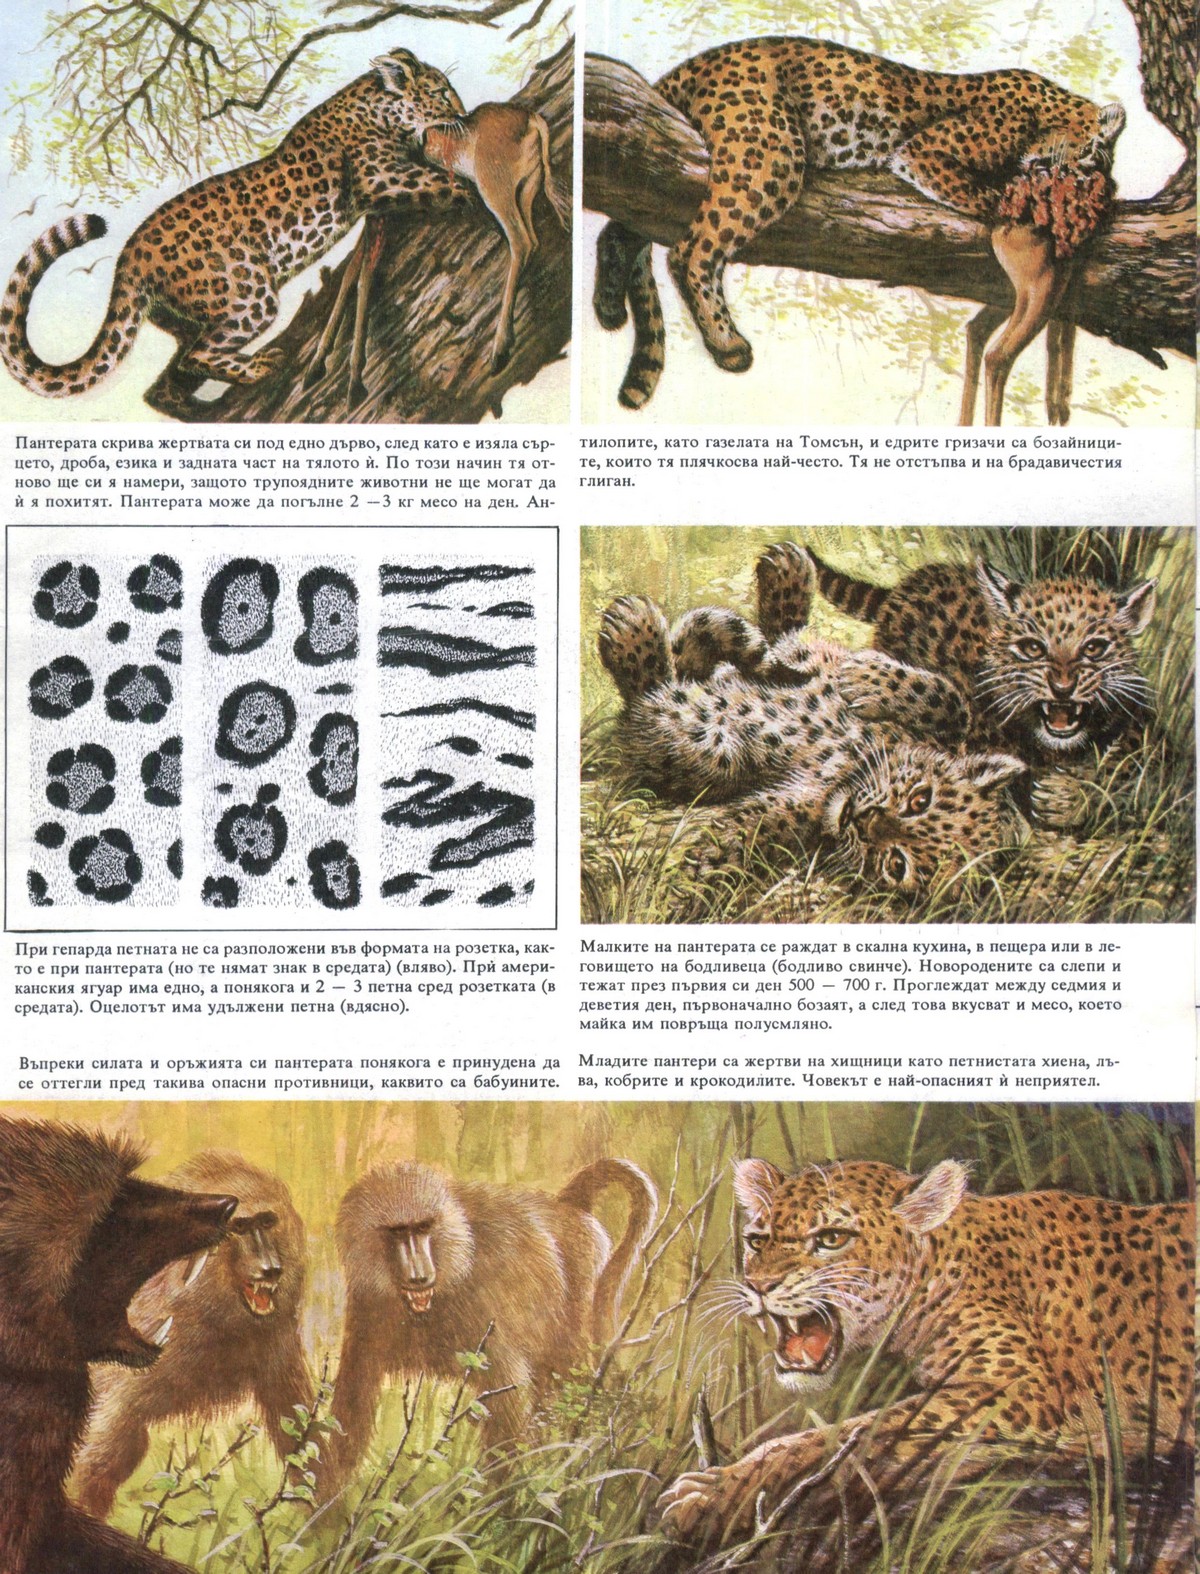 Пантерата скрива жертвата си под едно дърво, след като е изяла сър-
цето, дроба, езика и задната част на тялото ѝ. По този начин тя от-
ново ще си я намери, защото трупоядните животни не ще могат да
ѝ я похитят. Пантерата може да погълне 2 —3 кг месо на ден. Ан-
тилопите, като газелата на Томсън, и едрите гризачи са бозайници-
те, които тя плячкосва най-често. Тя не отстъпва и на брадавичестия
глиган.
При гепарда петната не са разположени във формата на розетка, как-
то е при пантерата (но те нямат знак в средата) (вляво). Прѝ амери-
канския ягуар има едно, а понякога и 2 — 3 петна сред розетката (в
средата). Оцелотът има удължени петна (вдясно).
Малките на пантерата се раждат в скална кухина, в пещера или в ле-
говището на бодливеца (бодливо свинче). Новородените са слепи и
тежат през първия си ден 500 — 700 г. Проглеждат между седмия и
деветия ден, първоначално бозаят, а след това вкусват и месо, което
майка им повръща полусмляно.
Въпреки силата и оръжията си пантерата понякога е принудена да
се оттегли пред такива опасни противници, каквито са бабуините.
Младите пантери са жертви на хищници като петнистата хиена, лъ-
ва, кобрите и крокодилите. Човекът е най-опасният ѝ неприятел.